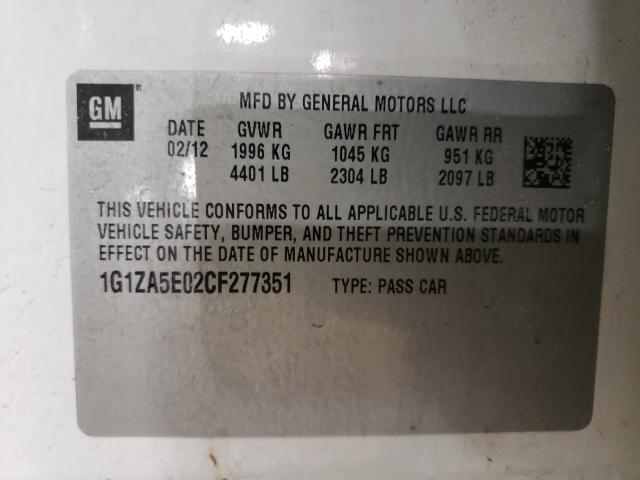 GM®
MFD BY GENERAL MOTORS LLC
DATE GVWR GAWR FRT GAWR RR
02/12 1996 KG 1045 KG 951 KG
4401 LB 2304 LB 2097 LB
THIS VEHICLE CONFORMS TO ALL APPLICABLE U.S. FEDERAL MOTOR
VEHICLE SAFETY, BUMPER, AND THEFT PREVENTION STANDARDS IN
EFFECT ON THE DATE OF MANUFACTURE SHOWN ABOVE.
1G1ZA5E02CF277351 TYPE: PASS CAR